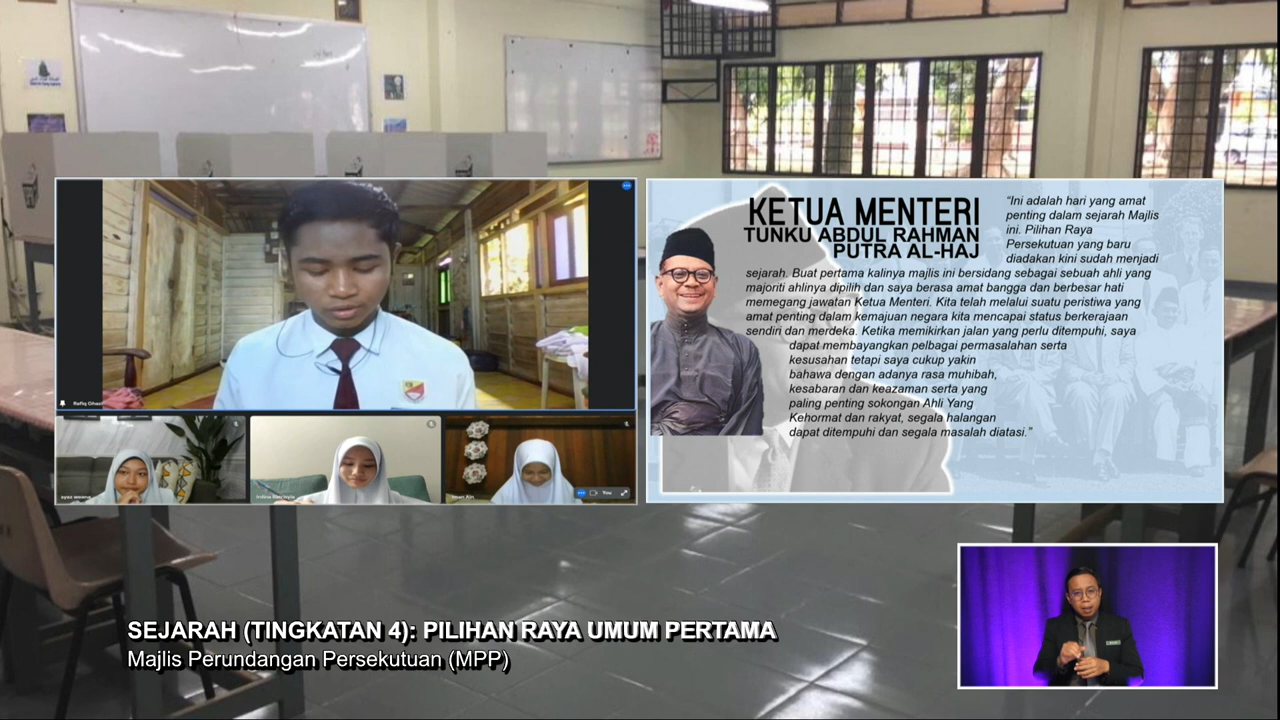 KETUA MENTERI
TUNKU ABDUL RAHMAN
PUTRA AL-HAJ
“Ini adalah hari yang amat
penting dalam sejarah Majlis
ini. Pilihan Raya
Persekutuan yang baru
diadakan kini sudah menjadi
sejarah. Buat pertama kalinya majlis ini bersidang sebagai sebuah ahli yang
majoriti ahlinya dipilih dan saya berasa amat bangga dan berbesar hati
memegang jawatan Ketua Menteri. Kita telah melalui suatu peristiwa yang
amat penting dalam kemajuan negara kita mencapai status berkerajaan
sendiri dan merdeka. Ketika memikirkan jalan yang perlu ditempuhi, saya
dapat membayangkan pelbagai permasalahan serta
kesusahan tetapi saya cukup yakin
bahawa dengan adanya rasa muhibah,
kesabaran dan keazaman serta yang
paling penting sokongan Ahli Yang
Kehormat dan rakyat, segala halangan
dapat ditempuhi dan segala masalah diatasi.”
You
SEJARAH (TINGKATAN 4): PILIHAN RAYA UMUM PERTAMA
Majlis Perundangan Persekutuan (MPP)